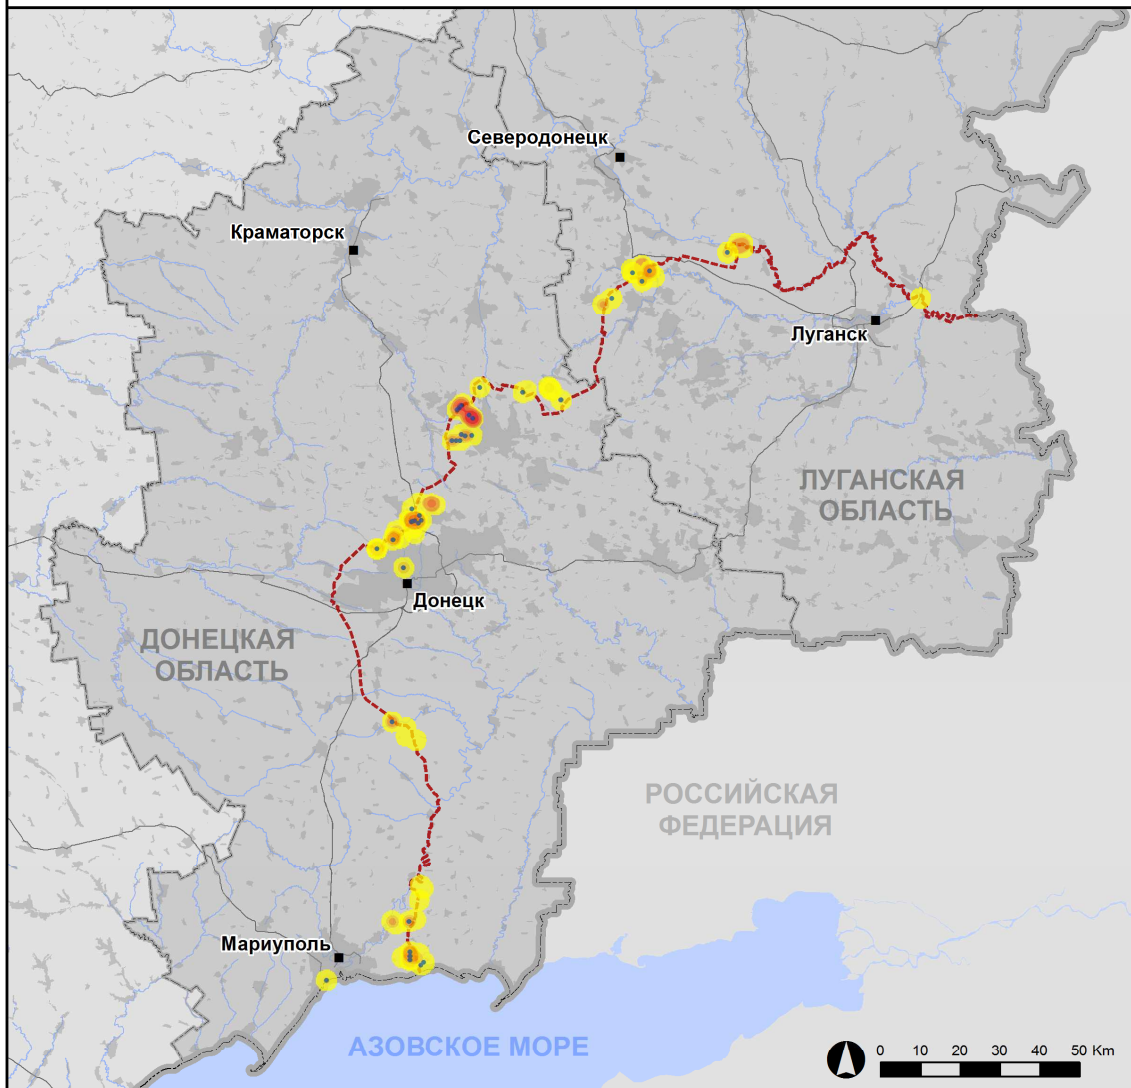 Северодонецк
Краматорск
Луганск
ЛУГАНСКАЯ
ОБЛАСТЬ
Донецк
ДОНЕЦКАЯ
ОБЛАСТЬ
РОССИЙСКАЯ
ФЕДЕРАЦИЯ
Мариуполь
АЗОВСКОЕ МОРЕ
0 10 20 30 40 50 Km